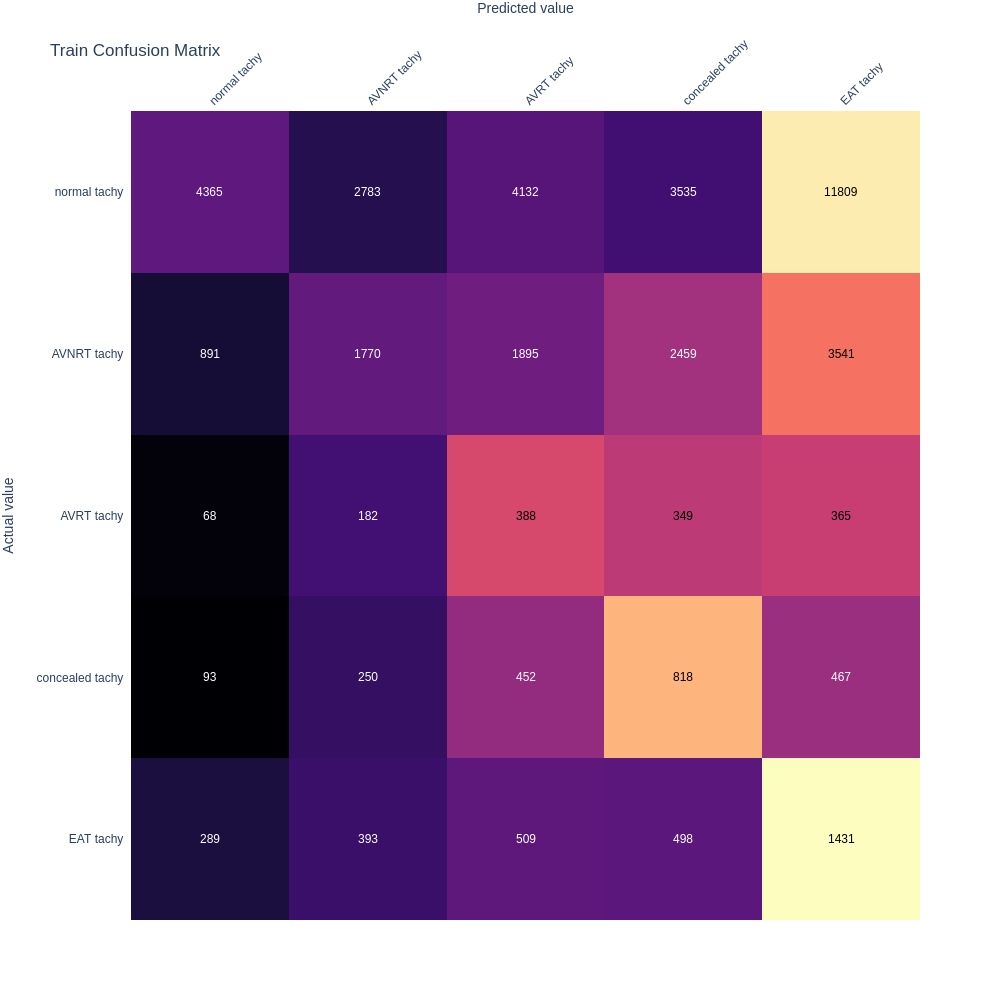 Predicted value
Train Confusion Matrix
normal tachy AVNRT tachy AVRT tachy concealed tachy EAT tachy
normal tachy 4365 2783 4132 3535 11809
AVNRT tachy 891 1770 1895 2459 3541
AVRT tachy 68 182 388 349 365
concealed tachy 93 250 452 818 467
EAT tachy 289 393 509 498 1431
Actual value